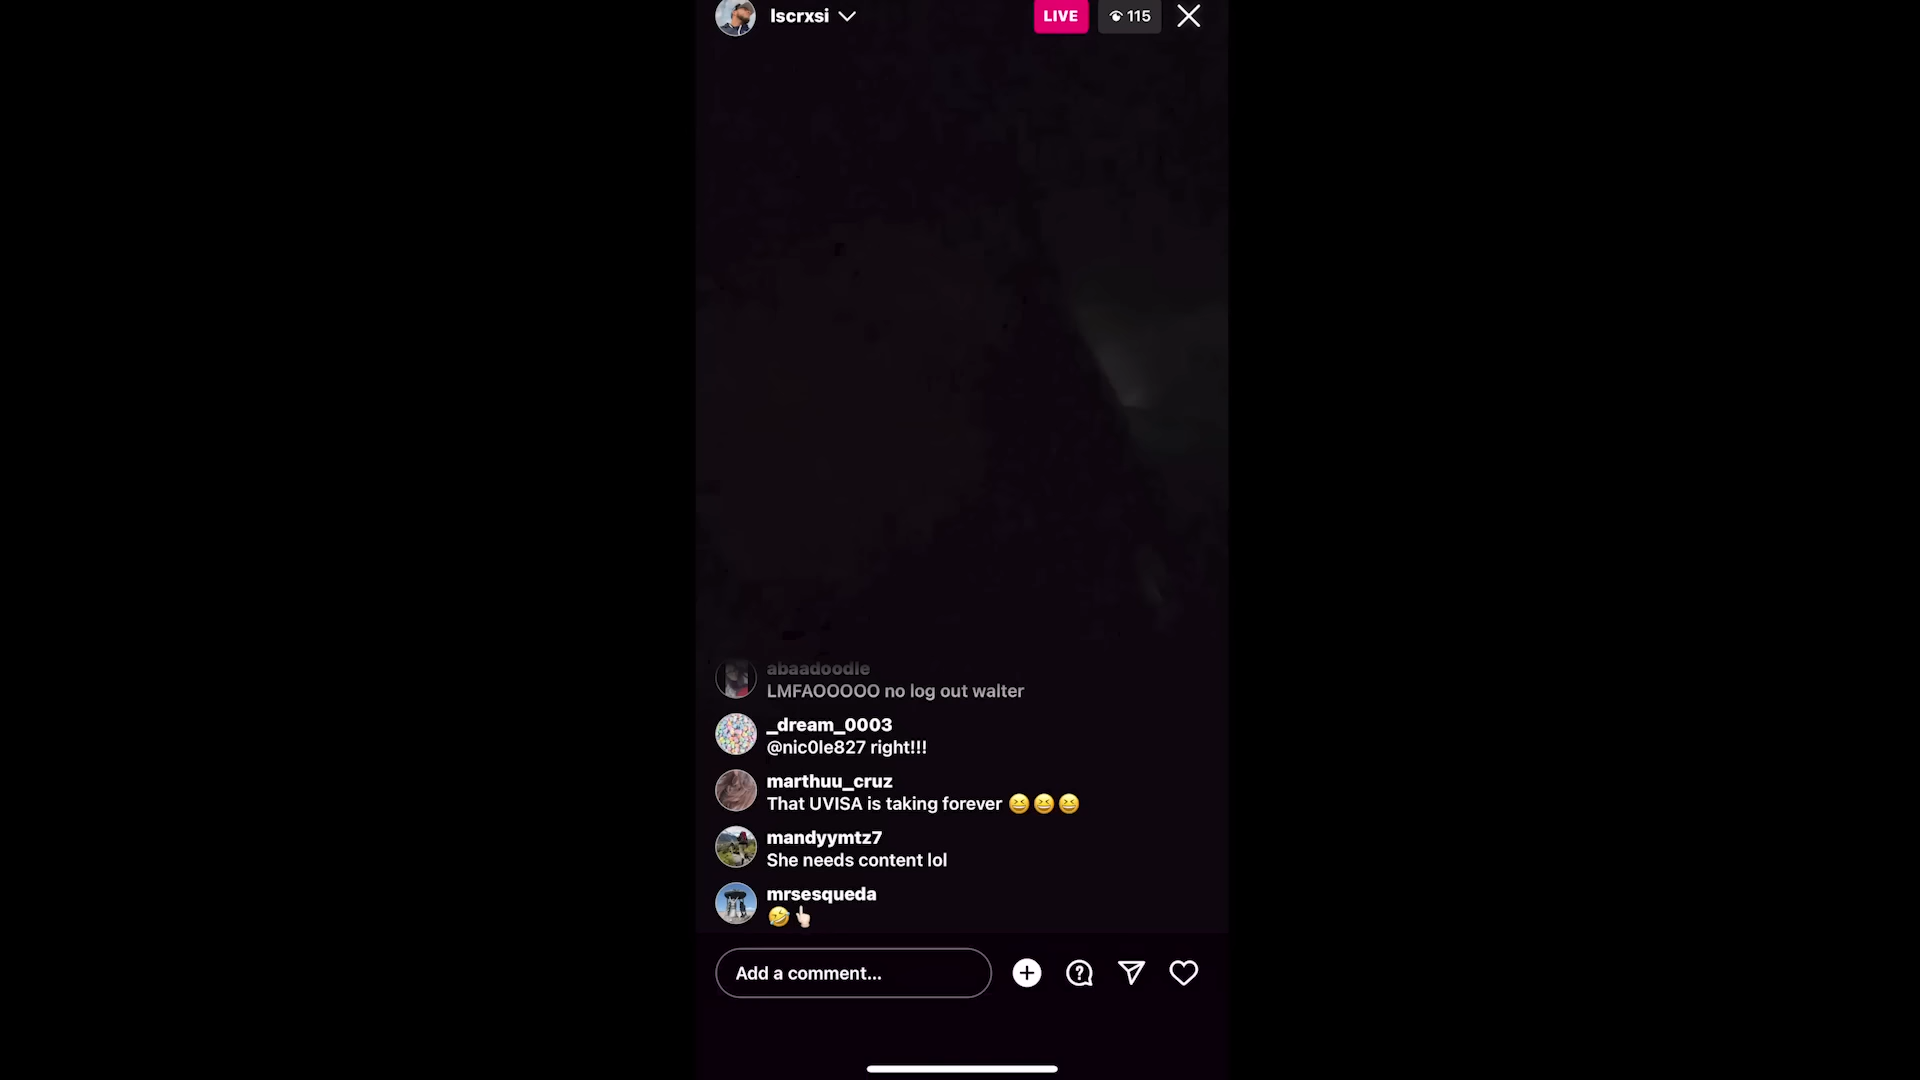 lscrxsi
LIVE
115
abaadoodle
LMFAOOOOO no log out walter
_dream_0003
@nic0le827 right!!!
marthuu_cruz
That UVISA is taking forever 😆😆😆
mandyymtz7
She needs content lol
mrsesqueda
🤣👆🏻
Add a comment...